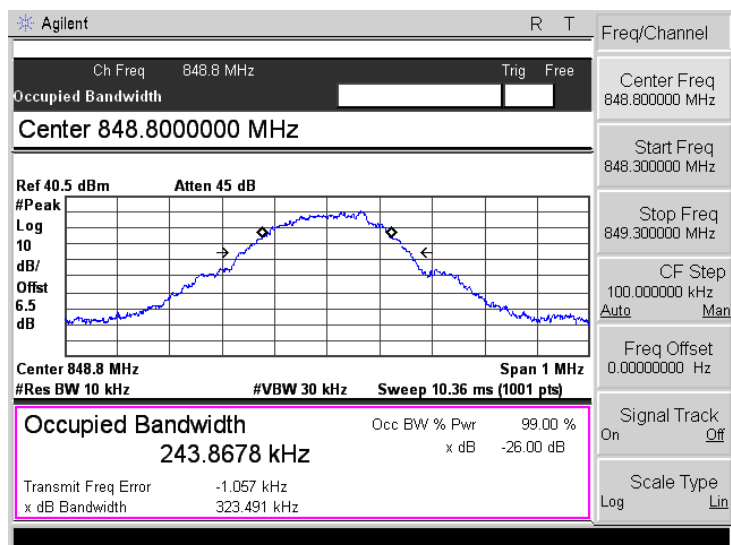 Agilent R T
Freq/Channel
Ch Freq 848.8 MHz Trig Free
Occupied Bandwidth
Center 848.8000000 MHz
Ref 40.5 dBm Atten 45 dB
#Peak
Log
10
dB/
Offst
6.5
dB
Center 848.8 MHz Span 1 MHz
#Res BW 10 kHz #VBW 30 kHz Sweep 10.36 ms (1001 pts)
Occupied Bandwidth Occ BW % Pwr 99.00 %
243.8678 kHz x dB -26.00 dB
Transmit Freq Error -1.057 kHz
x dB Bandwidth 323.491 kHz
Center Freq
848.800000 MHz
Start Freq
848.300000 MHz
Stop Freq
849.300000 MHz
CF Step
100.000000 kHz
Auto Man
Freq Offset
0.00000000 Hz
Signal Track
On Off
Scale Type
Log Lin